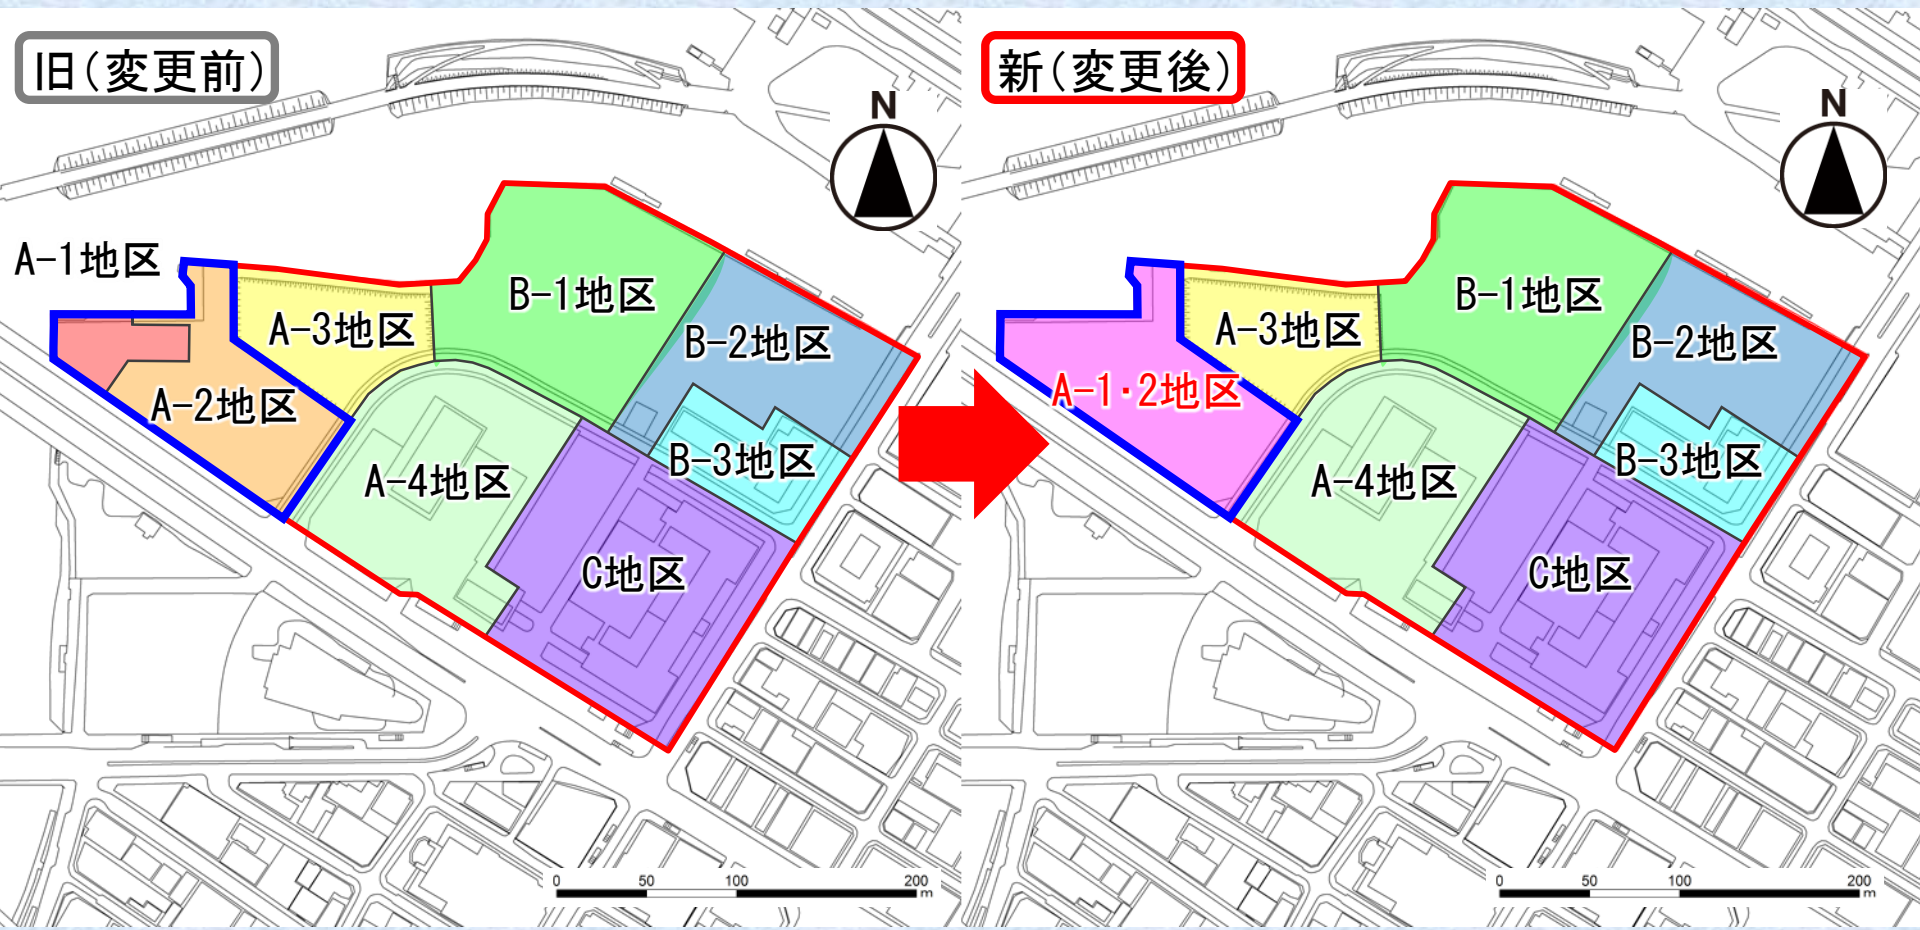 旧(変更前)
N
A-1地区
A-2地区
A-3地区
A-4地区
B-1地区
B-2地区
B-3地区
C地区
0 50 100 200
m
新(変更後)
N
A-1・2地区
A-3地区
A-4地区
B-1地区
B-2地区
B-3地区
C地区
0 50 100 200
m